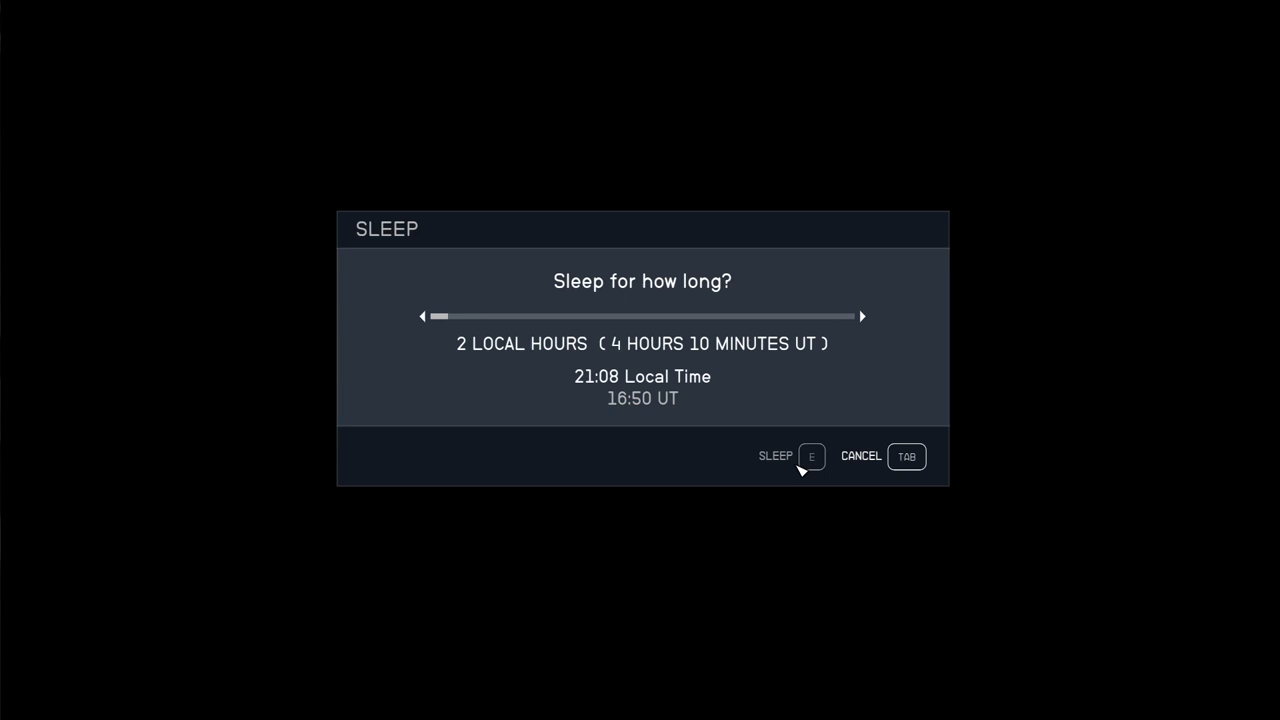 SLEEP
Sleep for how long?
2 LOCAL HOURS ( 4 HOURS 10 MINUTES UT )
21:08 Local Time
16:50 UT
SLEEP E CANCEL TAB